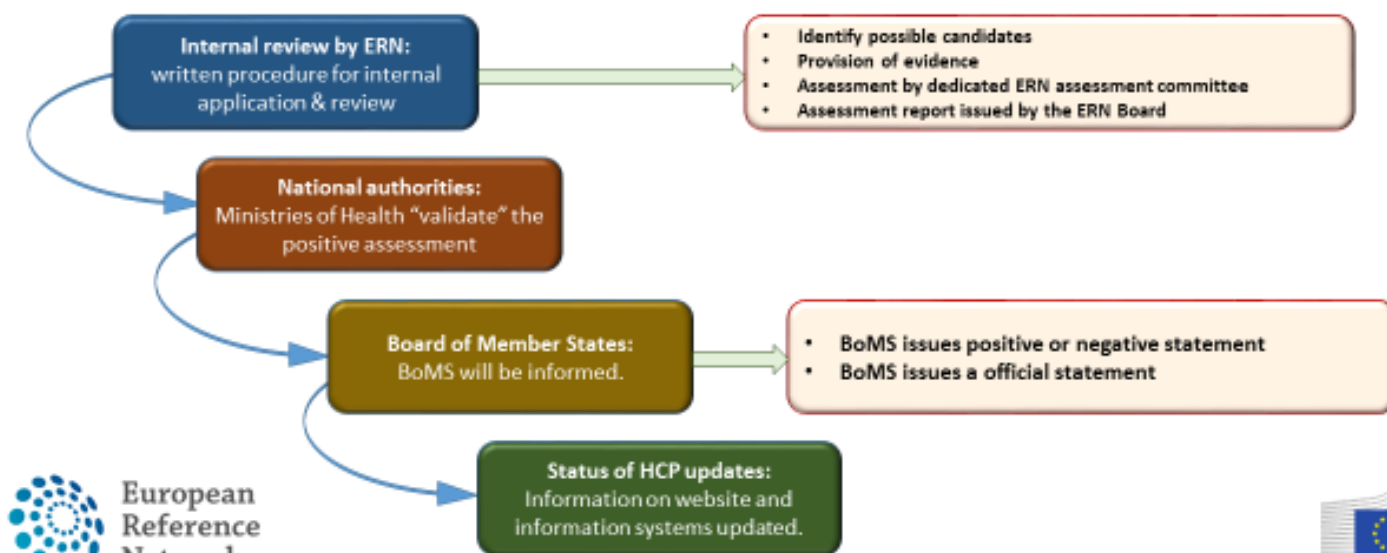 Internal review by ERN:
written procedure for internal
application & review
• Identify possible candidates
• Provision of evidence
• Assessment by dedicated ERN assessment committee
• Assessment report issued by the ERN Board
National authorities:
Ministries of Health “validate” the
positive assessment
Board of Member States:
BoMS will be informed.
• BoMS issues positive or negative statement
• BoMS issues a official statement
Status of HCP updates:
Information on website and
information systems updated.
European
Reference